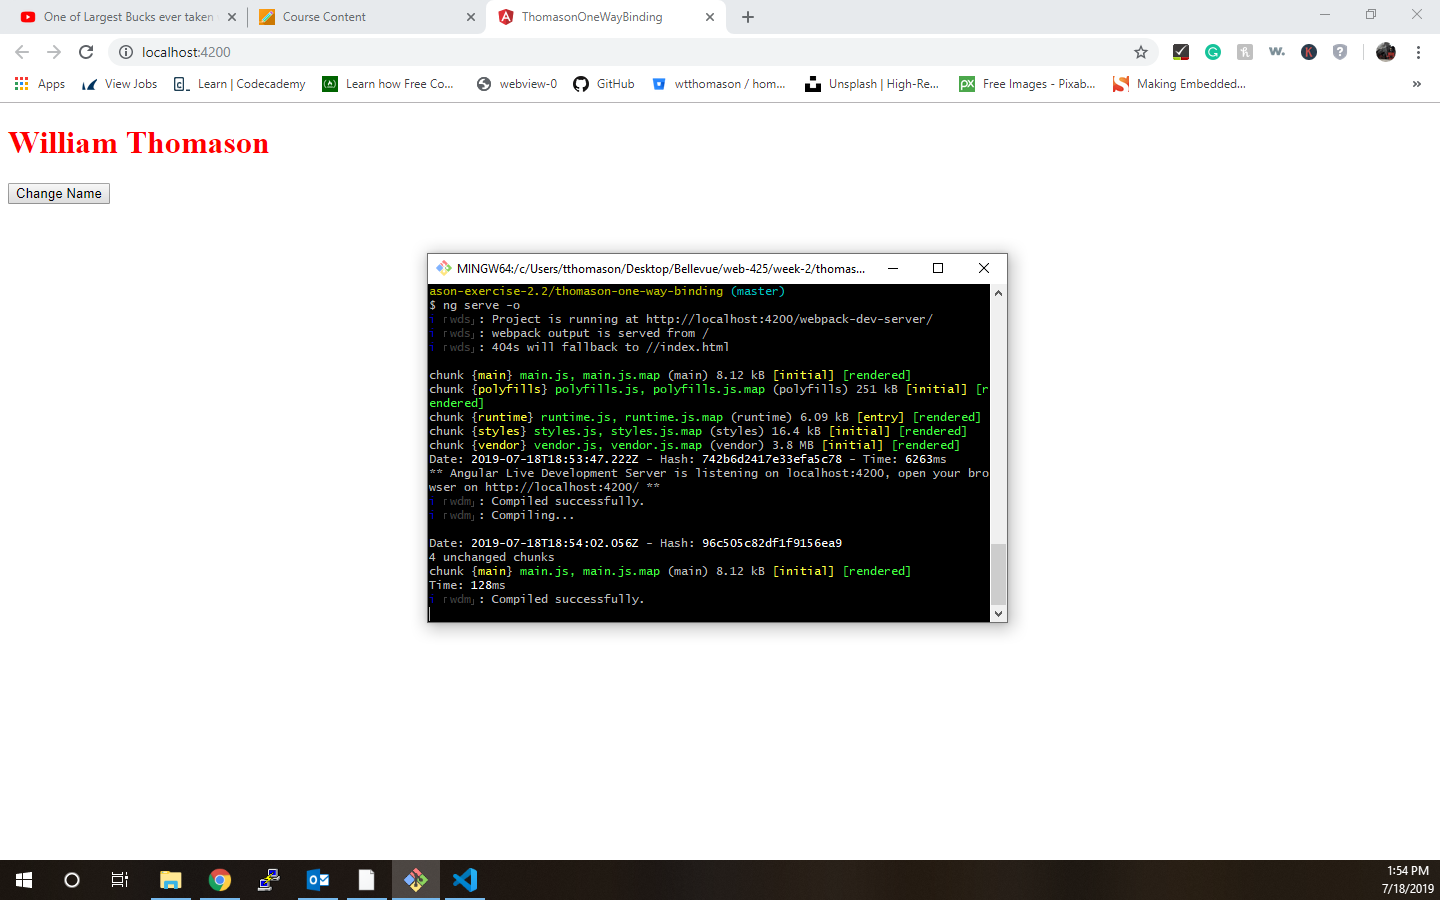 One of Largest Bucks ever taken
Course Content
ThomasonOneWayBinding
localhost:4200
Apps
View Jobs
Learn | Codecademy
Learn how Free Co...
webview-0
GitHub
wtthomason / hom...
Unsplash | High-Re...
Free Images - Pixab...
Making Embedded...
William Thomason
Change Name
MINGW64:/c/Users/tthomason/Desktop/Bellevue/web-425/week-2/thomas...
ason-exercise-2.2/thomason-one-way-binding (master)
$ ng serve -o
i ｢wds｣: Project is running at http://localhost:4200/webpack-dev-server/
i ｢wds｣: webpack output is served from /
i ｢wds｣: 404s will fallback to //index.html
chunk {main} main.js, main.js.map (main) 8.12 kB [initial] [rendered]
chunk {polyfills} polyfills.js, polyfills.js.map (polyfills) 251 kB [initial] [r
endered]
chunk {runtime} runtime.js, runtime.js.map (runtime) 6.09 kB [entry] [rendered]
chunk {styles} styles.js, styles.js.map (styles) 16.4 kB [initial] [rendered]
chunk {vendor} vendor.js, vendor.js.map (vendor) 3.8 MB [initial] [rendered]
Date: 2019-07-18T18:53:47.222Z - Hash: 742b6d2417e33efa5c78 - Time: 6263ms
** Angular Live Development Server is listening on localhost:4200, open your bro
wser on http://localhost:4200/ **
i ｢wdm｣: Compiled successfully.
i ｢wdm｣: Compiling...
Date: 2019-07-18T18:54:02.056Z - Hash: 96c505c82df1f9156ea9
4 unchanged chunks
chunk {main} main.js, main.js.map (main) 8.12 kB [initial] [rendered]
Time: 128ms
i ｢wdm｣: Compiled successfully.
1:54 PM
7/18/2019